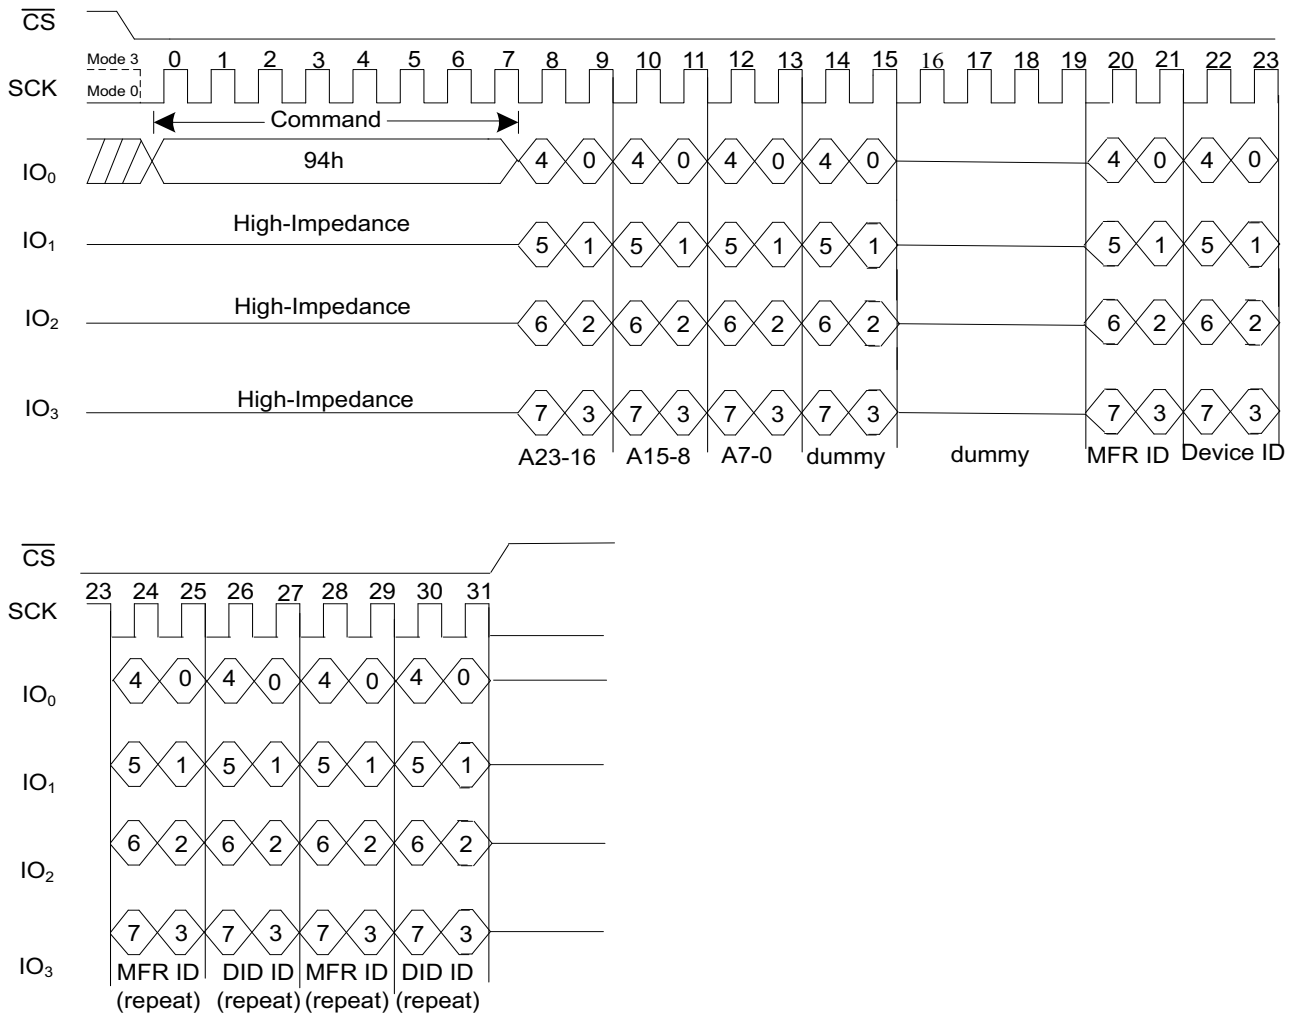 CS
Mode 3 0 1 2 3 4 5 6 7 8 9 10 11 12 13 14 15 16 17 18 19 20 21 22 23
SCK Mode 0
Command
IO0 94h 4 0 4 0 4 0 4 0 4 0 4 0
IO1 High-Impedance 5 1 5 1 5 1 5 1 5 1 5 1
IO2 High-Impedance 6 2 6 2 6 2 6 2 6 2 6 2
IO3 High-Impedance 7 3 7 3 7 3 7 3 7 3 7 3
A23-16 A15-8 A7-0 dummy dummy MFR ID Device ID
CS
23 24 25 26 27 28 29 30 31
SCK
IO0 4 0 4 0 4 0 4 0
IO1 5 1 5 1 5 1 5 1
IO2 6 2 6 2 6 2 6 2
IO3 7 3 7 3 7 3 7 3
MFR ID DID ID MFR ID DID ID
(repeat) (repeat) (repeat) (repeat)